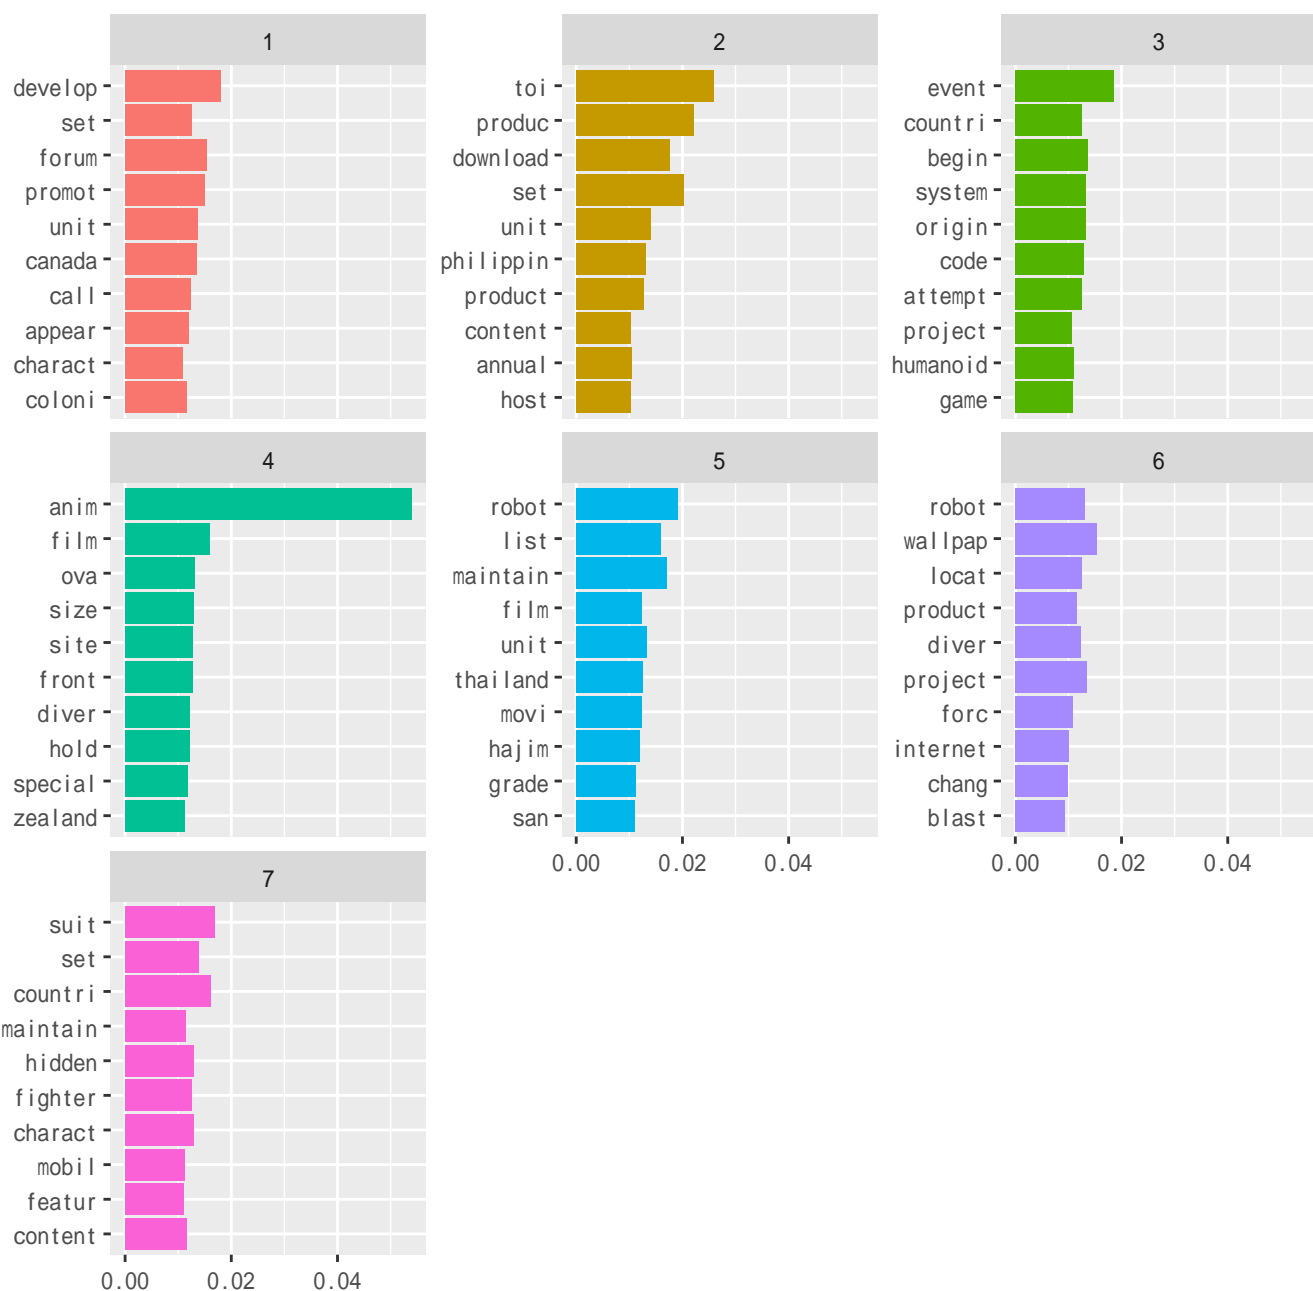 1
develop
set
forum
promot
unit
canada
call
appear
charact
coloni
2
toi
produc
download
set
unit
philippin
product
content
annual
host
3
event
countri
begin
system
origin
code
attempt
project
humanoid
game
4
anim
film
ova
size
site
front
diver
hold
special
zealand
5
robot
list
maintain
film
unit
thailand
movi
hajim
grade
san
0.00 0.02 0.04
6
robot
wallpap
locat
product
diver
project
forc
internet
chang
blast
0.00 0.02 0.04
7
suit
set
countri
maintain
hidden
fighter
charact
mobil
featur
content
0.00 0.02 0.04